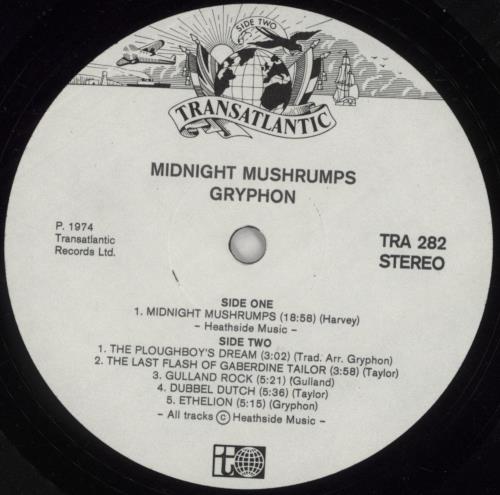 SIDE TWO
TRANSATLANTIC
MIDNIGHT MUSHRUMPS
GRYPHON
P. 1974
Transatlantic
Records Ltd.
TRA 282
STEREO
SIDE ONE
1. MIDNIGHT MUSHRUMPS (18:58) (Harvey)
- Heathside Music -
SIDE TWO
1. THE PLOUGHBOY'S DREAM (3:02) (Trad. Arr. Gryphon)
2. THE LAST FLASH OF GABERDINE TAILOR (3:58) (Taylor)
3. GULLAND ROCK (5:21) (Gulland)
4. DUBBEL DUTCH (5:36) (Taylor)
5. ETHELION (5:15) (Gryphon)
- All tracks © Heathside Music -
t